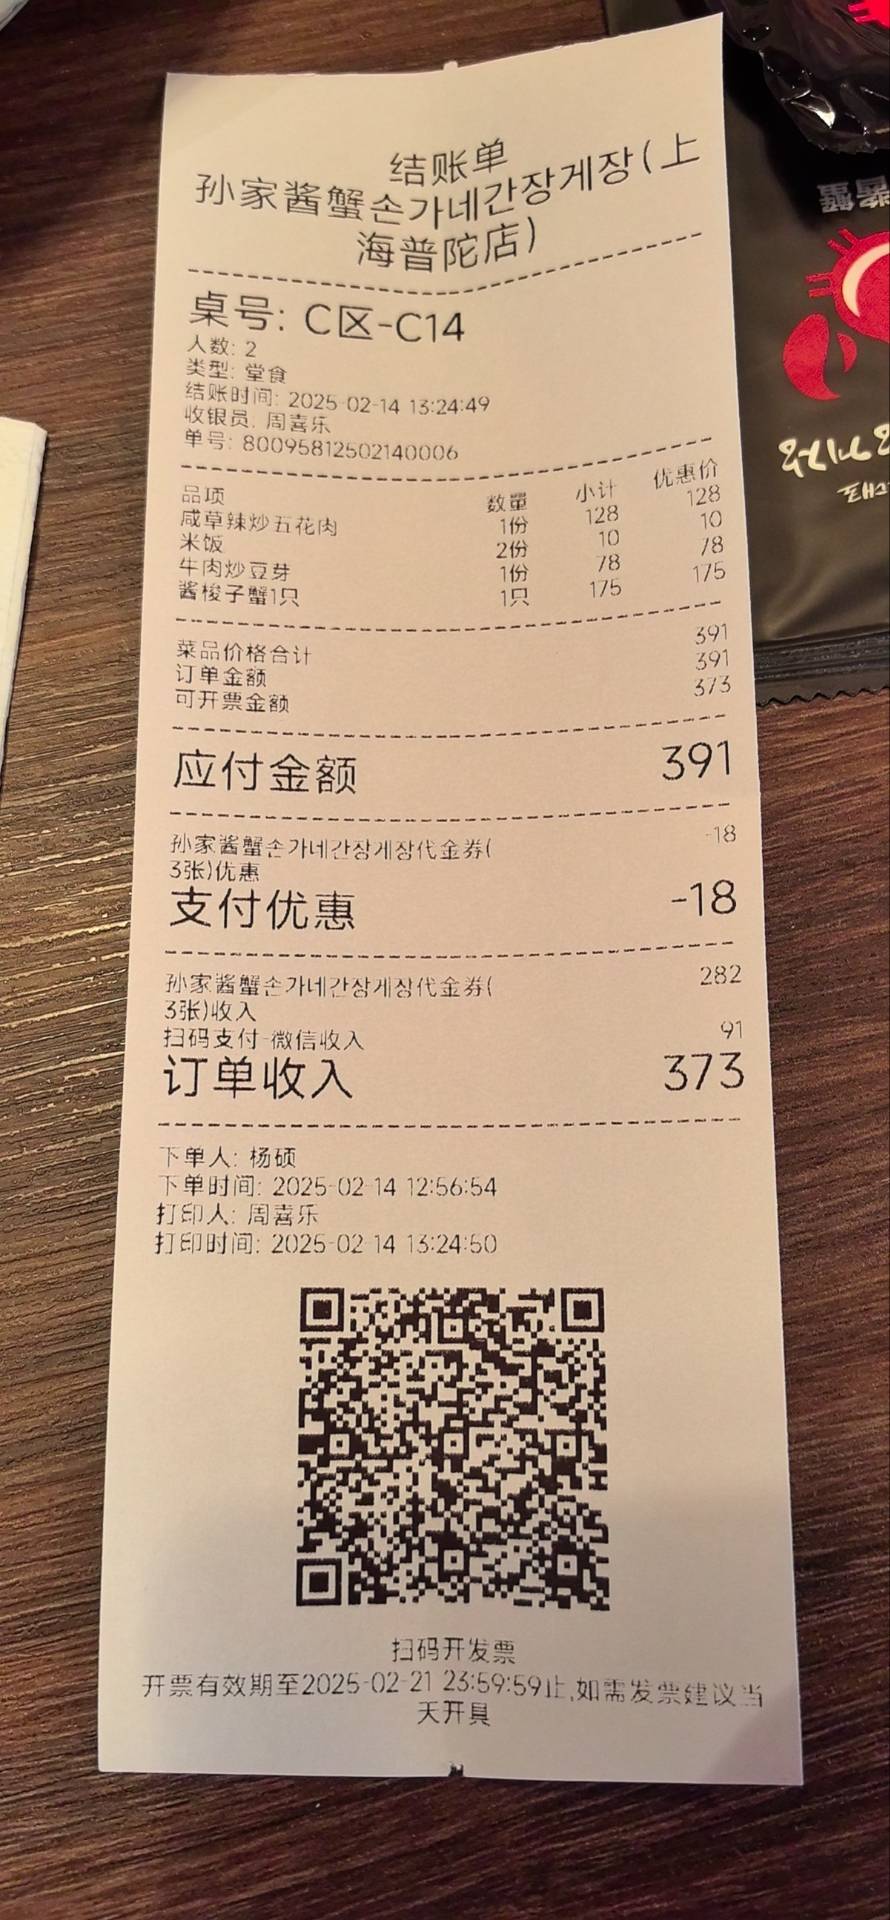 结账单
孙家酱蟹손가네간장게장(上
海普陀店)
桌号: C区-C14
人数: 2
类型: 堂食
结账时间: 2025-02-14 13:24:49
收银员: 周喜乐
单号: 80095812502140006
品项 数量 小计 优惠价
咸草辣炒五花肉 1份 128 128
米饭 2份 10 10
牛肉炒豆芽 1份 78 78
酱梭子蟹1只 1只 175 175
菜品价格合计 391
订单金额 391
可开票金额 373
应付金额 391
孙家酱蟹손가네간장게장代金券( -18
3张)优惠
支付优惠 -18
孙家酱蟹손가네간장게장代金券( 282
3张)收入
扫码支付-微信收入 91
订单收入 373
下单人: 杨硕
下单时间: 2025-02-14 12:56:54
打印人: 周喜乐
打印时间: 2025-02-14 13:24:50
扫码开发票
开票有效期至2025-02-21 23:59:59止,如需发票建议当
天开具
酱蟹